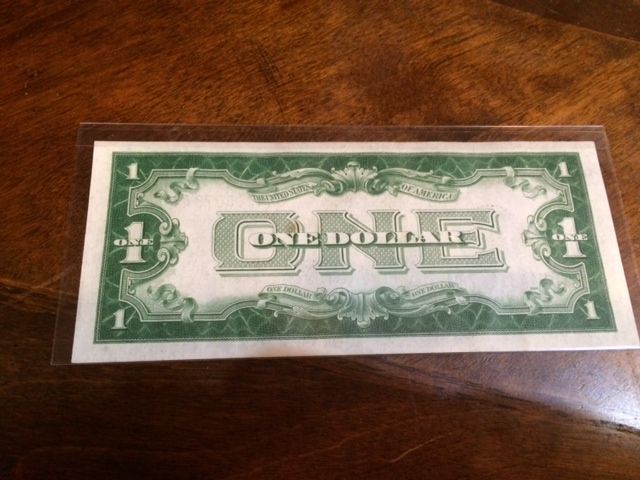 1 1
THE UNITED STATES OF AMERICA
ONE
ONE DOLLAR
1 ONE 1 ONE
ONE DOLLAR ONE DOLLAR
1 1